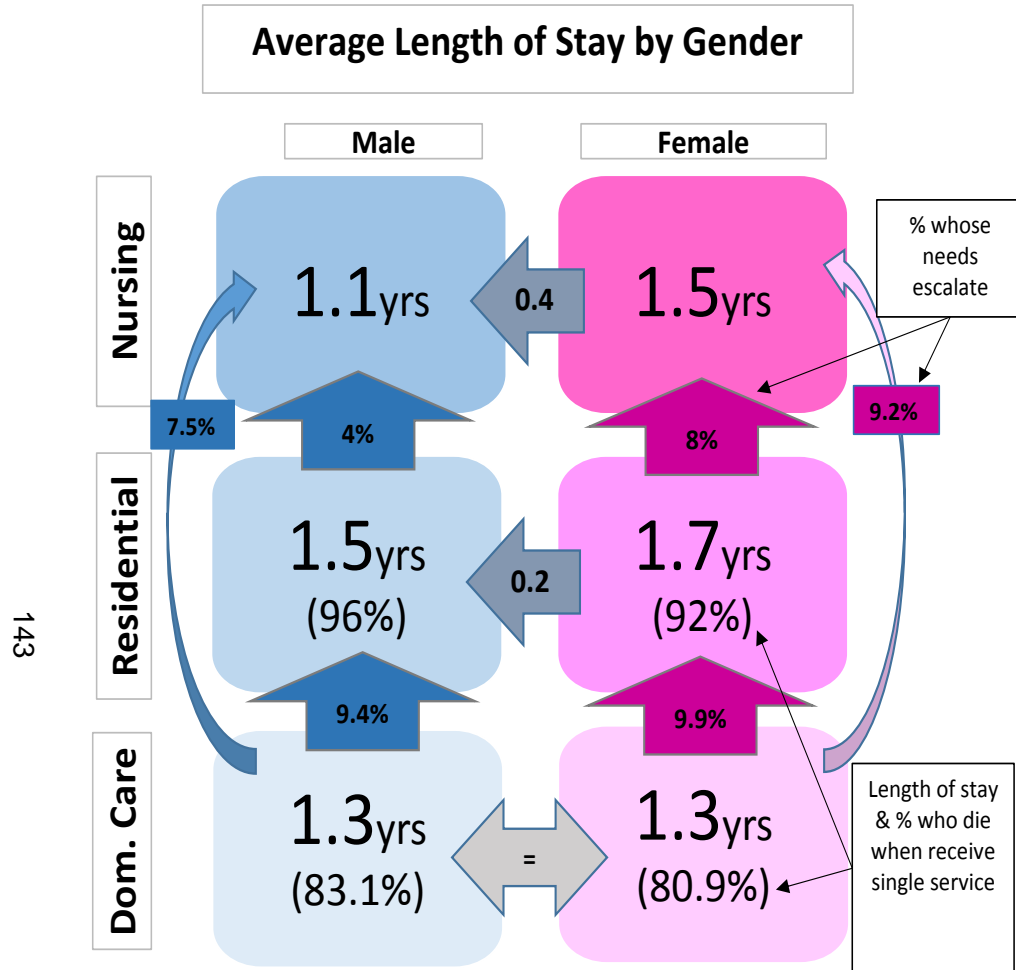 Average Length of Stay by Gender
Male
Female
Nursing
1.1yrs
0.4
1.5yrs
% whose
needs
escalate
7.5%
4%
8%
9.2%
Residential
1.5yrs
(96%)
0.2
1.7yrs
(92%)
9.4%
9.9%
Dom. Care
1.3yrs
(83.1%)
=
1.3yrs
(80.9%)
Length of stay
& % who die
when receive
single service
143